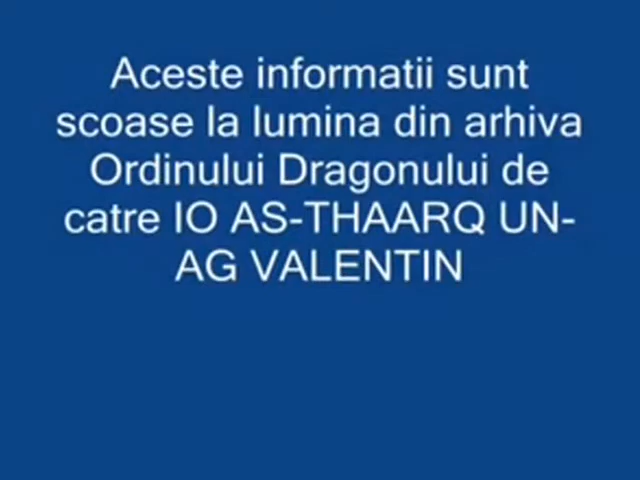 Aceste informatii sunt
scoase la lumina din arhiva
Ordinului Dragonului de
catre IO AS-THAARQ UN-
AG VALENTIN